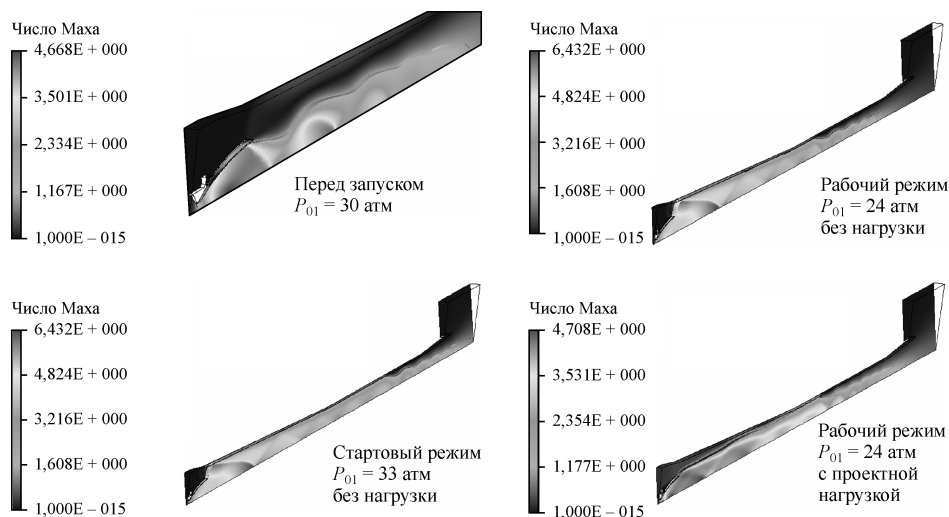 Число Маха
4,668E + 000
3,501E + 000
2,334E + 000
1,167E + 000
1,000E – 015
Перед запуском
P01 = 30 атм
Число Маха
6,432E + 000
4,824E + 000
3,216E + 000
1,608E + 000
1,000E – 015
Рабочий режим
P01 = 24 атм
без нагрузки
Число Маха
6,432E + 000
4,824E + 000
3,216E + 000
1,608E + 000
1,000E – 015
Стартовый режим
P01 = 33 атм
без нагрузки
Число Маха
4,708E + 000
3,531E + 000
2,354E + 000
1,177E + 000
1,000E – 015
Рабочий режим
P01 = 24 атм
с проектной
нагрузкой